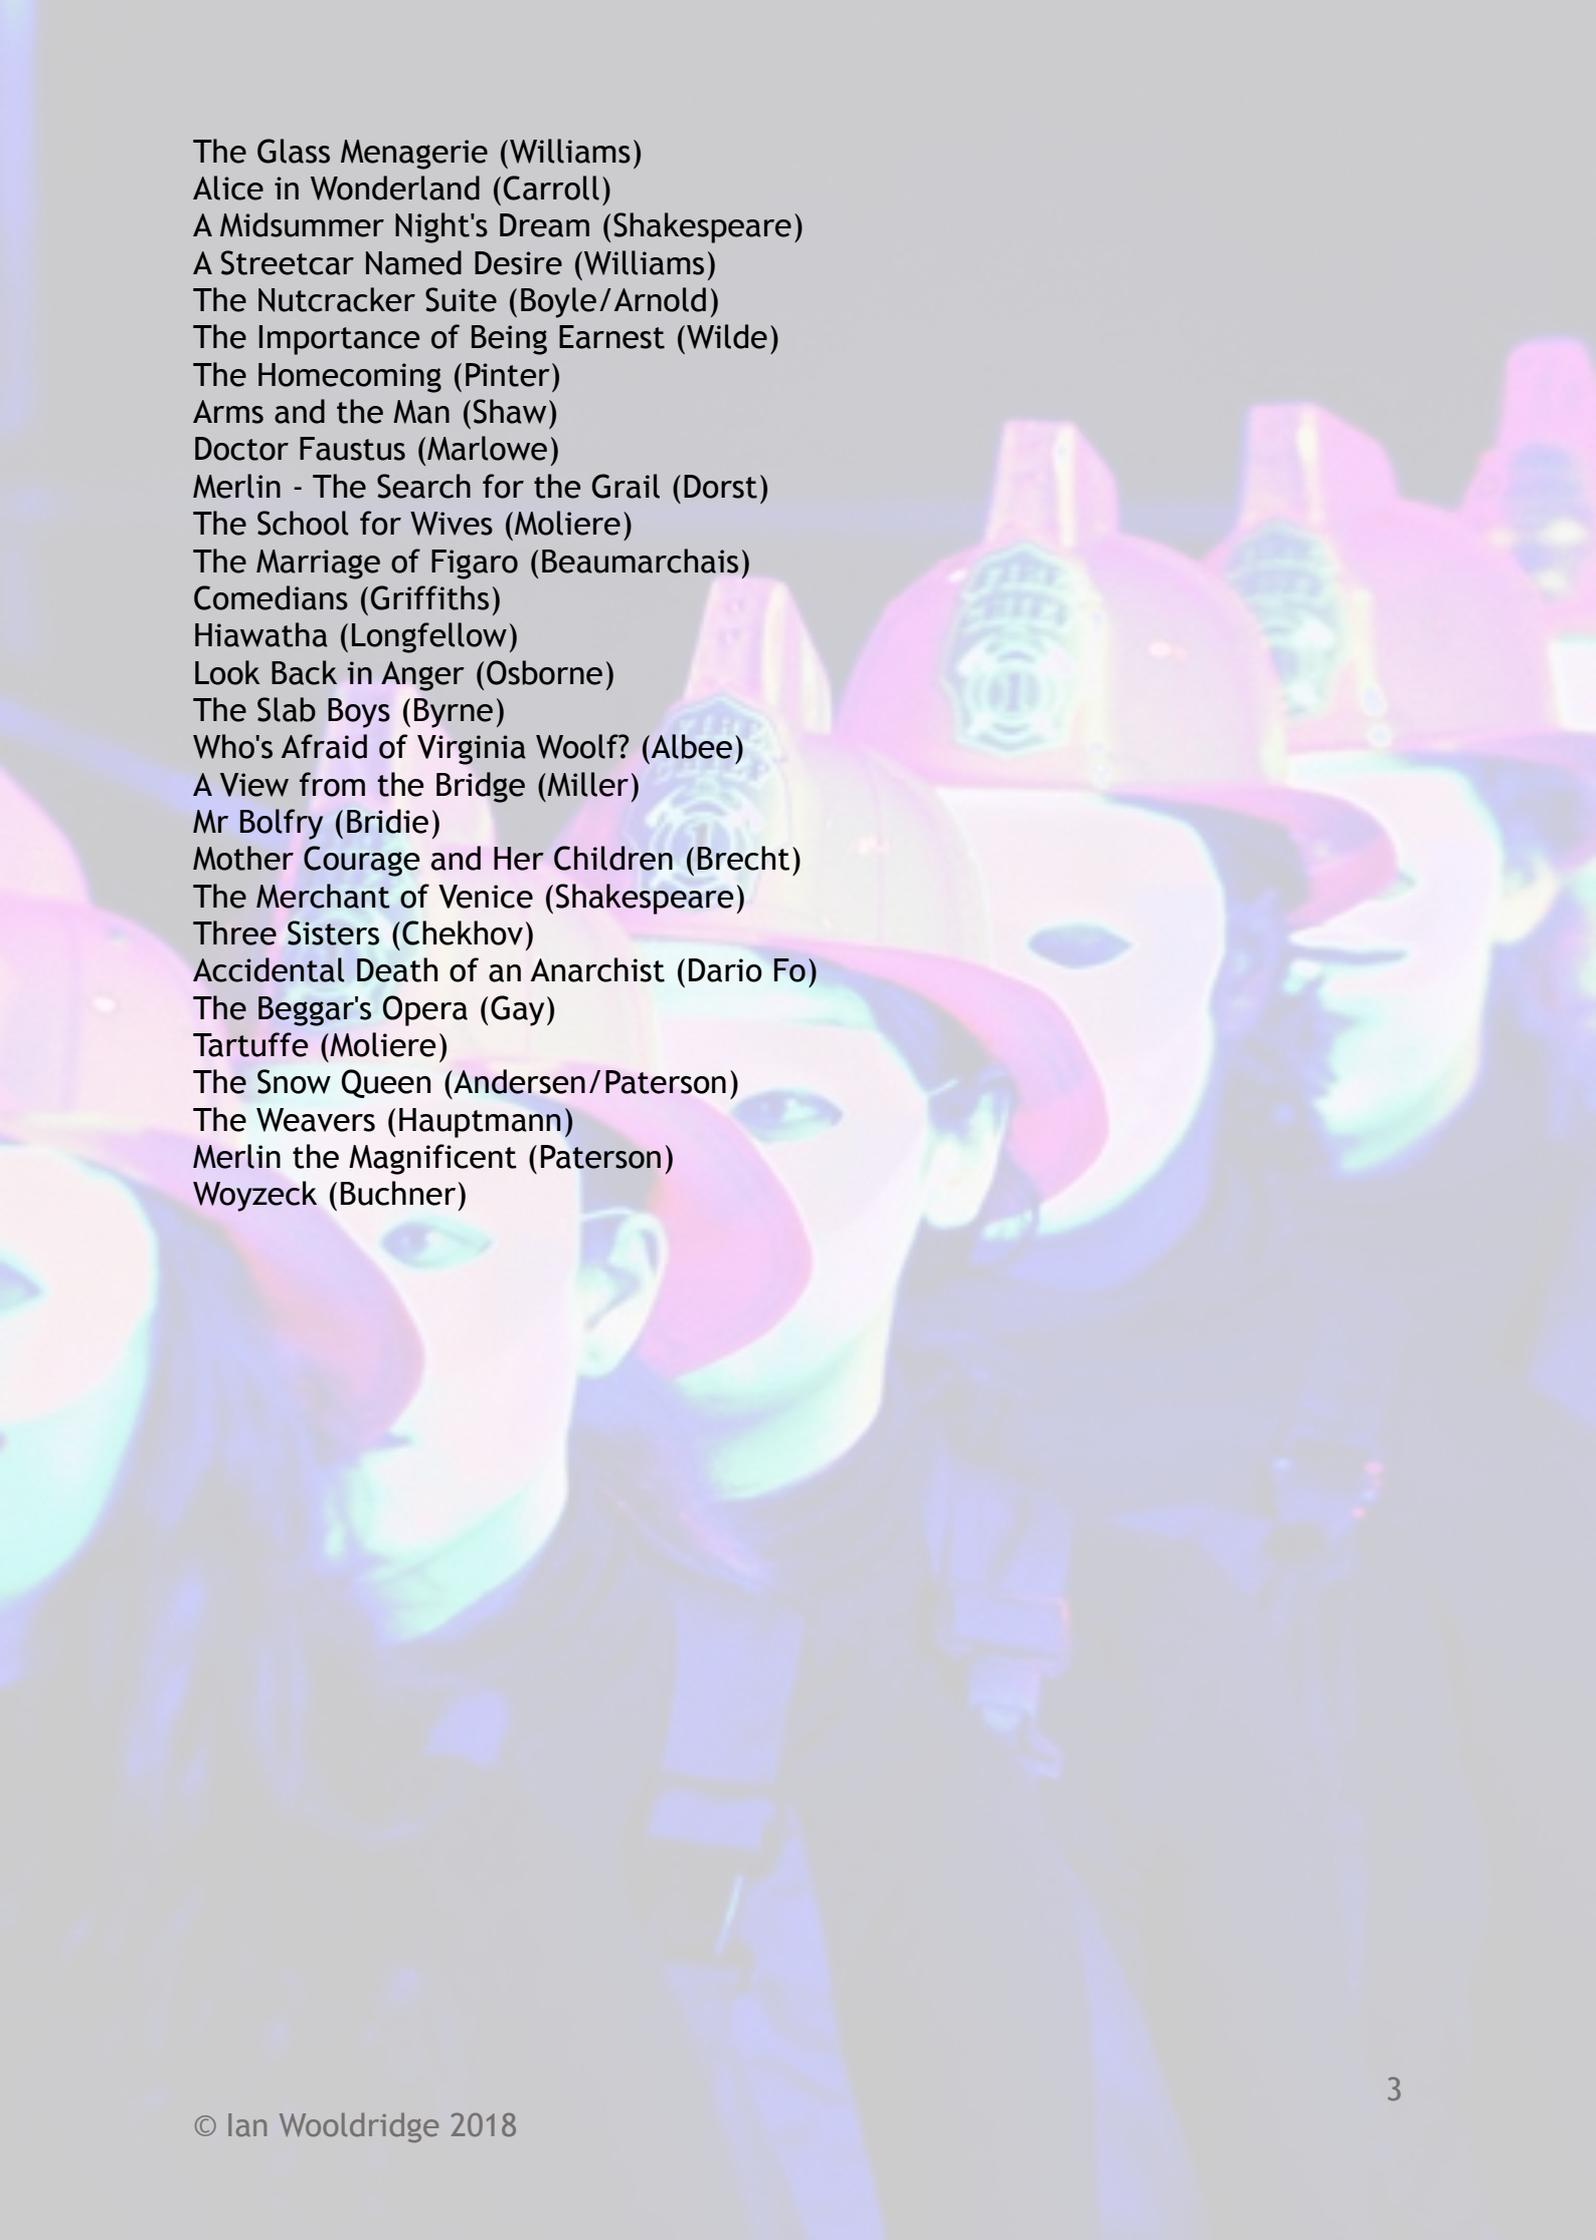 The Glass Menagerie (Williams)
Alice in Wonderland (Carroll)
A Midsummer Night's Dream (Shakespeare)
A Streetcar Named Desire (Williams)
The Nutcracker Suite (Boyle/Arnold)
The Importance of Being Earnest (Wilde)
The Homecoming (Pinter)
Arms and the Man (Shaw)
Doctor Faustus (Marlowe)
Merlin - The Search for the Grail (Dorst)
The School for Wives (Moliere)
The Marriage of Figaro (Beaumarchais)
Comedians (Griffiths)
Hiawatha (Longfellow)
Look Back in Anger (Osborne)
The Slab Boys (Byrne)
Who's Afraid of Virginia Woolf? (Albee)
A View from the Bridge (Miller)
Mr Bolfry (Bridie)
Mother Courage and Her Children (Brecht)
The Merchant of Venice (Shakespeare)
Three Sisters (Chekhov)
Accidental Death of an Anarchist (Dario Fo)
The Beggar's Opera (Gay)
Tartuffe (Moliere)
The Snow Queen (Andersen/Paterson)
The Weavers (Hauptmann)
Merlin the Magnificent (Paterson)
Woyzeck (Buchner)
3
© Ian Wooldridge 2018